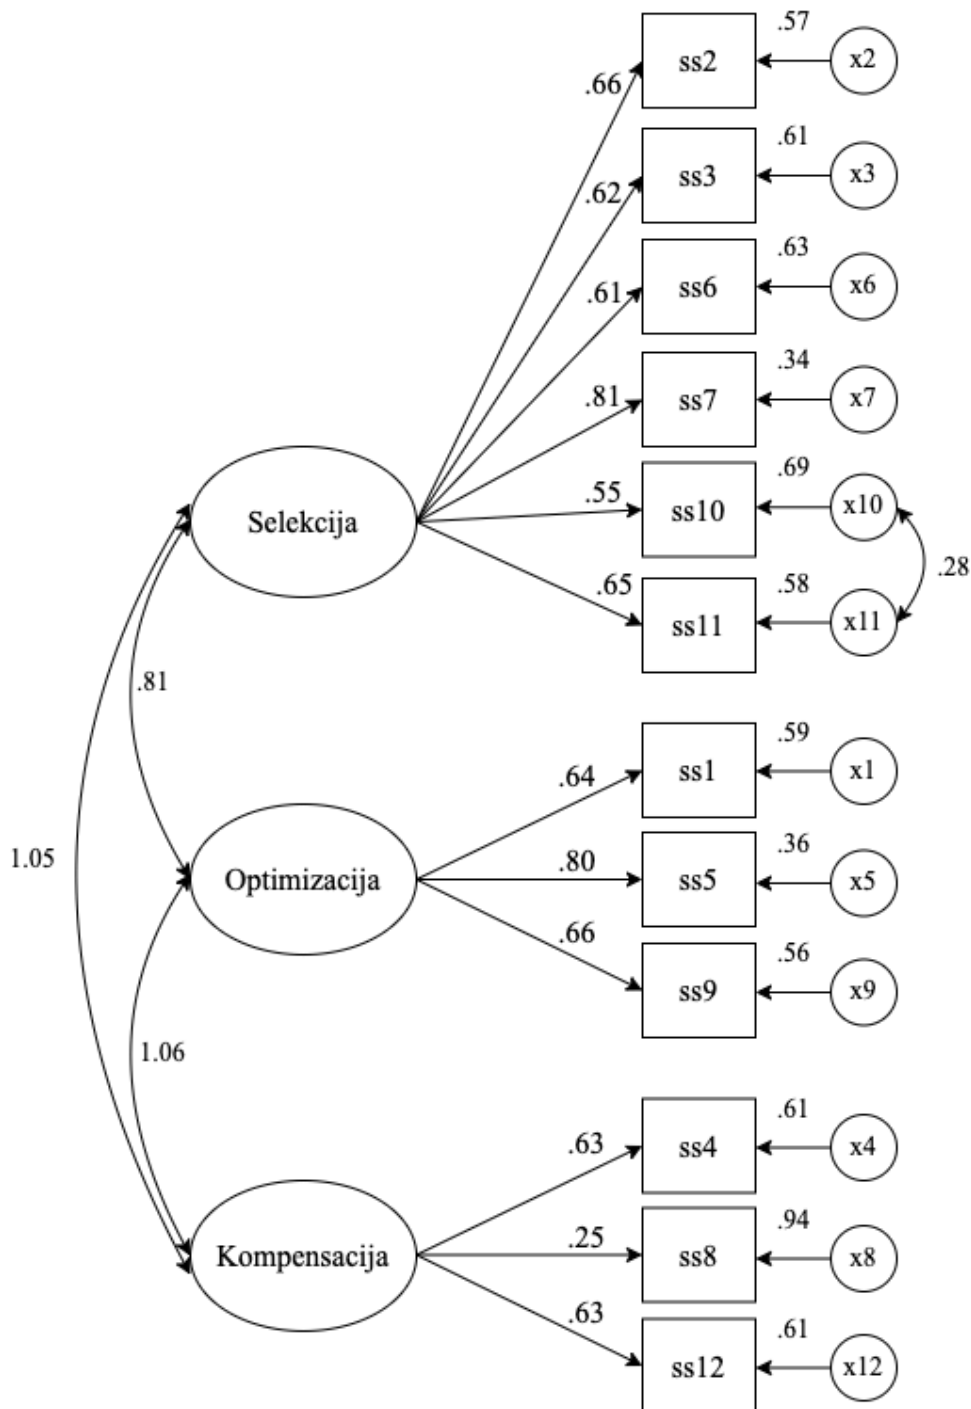 .57
ss2
x2
.66
.61
ss3
x3
.62
.63
ss6
x6
.61
.34
ss7
x7
.81
.69
ss10
x10
.55
Selekcija
.28
.58
ss11
x11
.65
.81
.59
ss1
x1
.64
1.05
.36
ss5
x5
.80
Optimizacija
.56
ss9
x9
.66
1.06
.61
ss4
x4
.63
.94
ss8
x8
.25
Kompensacija
.61
ss12
x12
.63